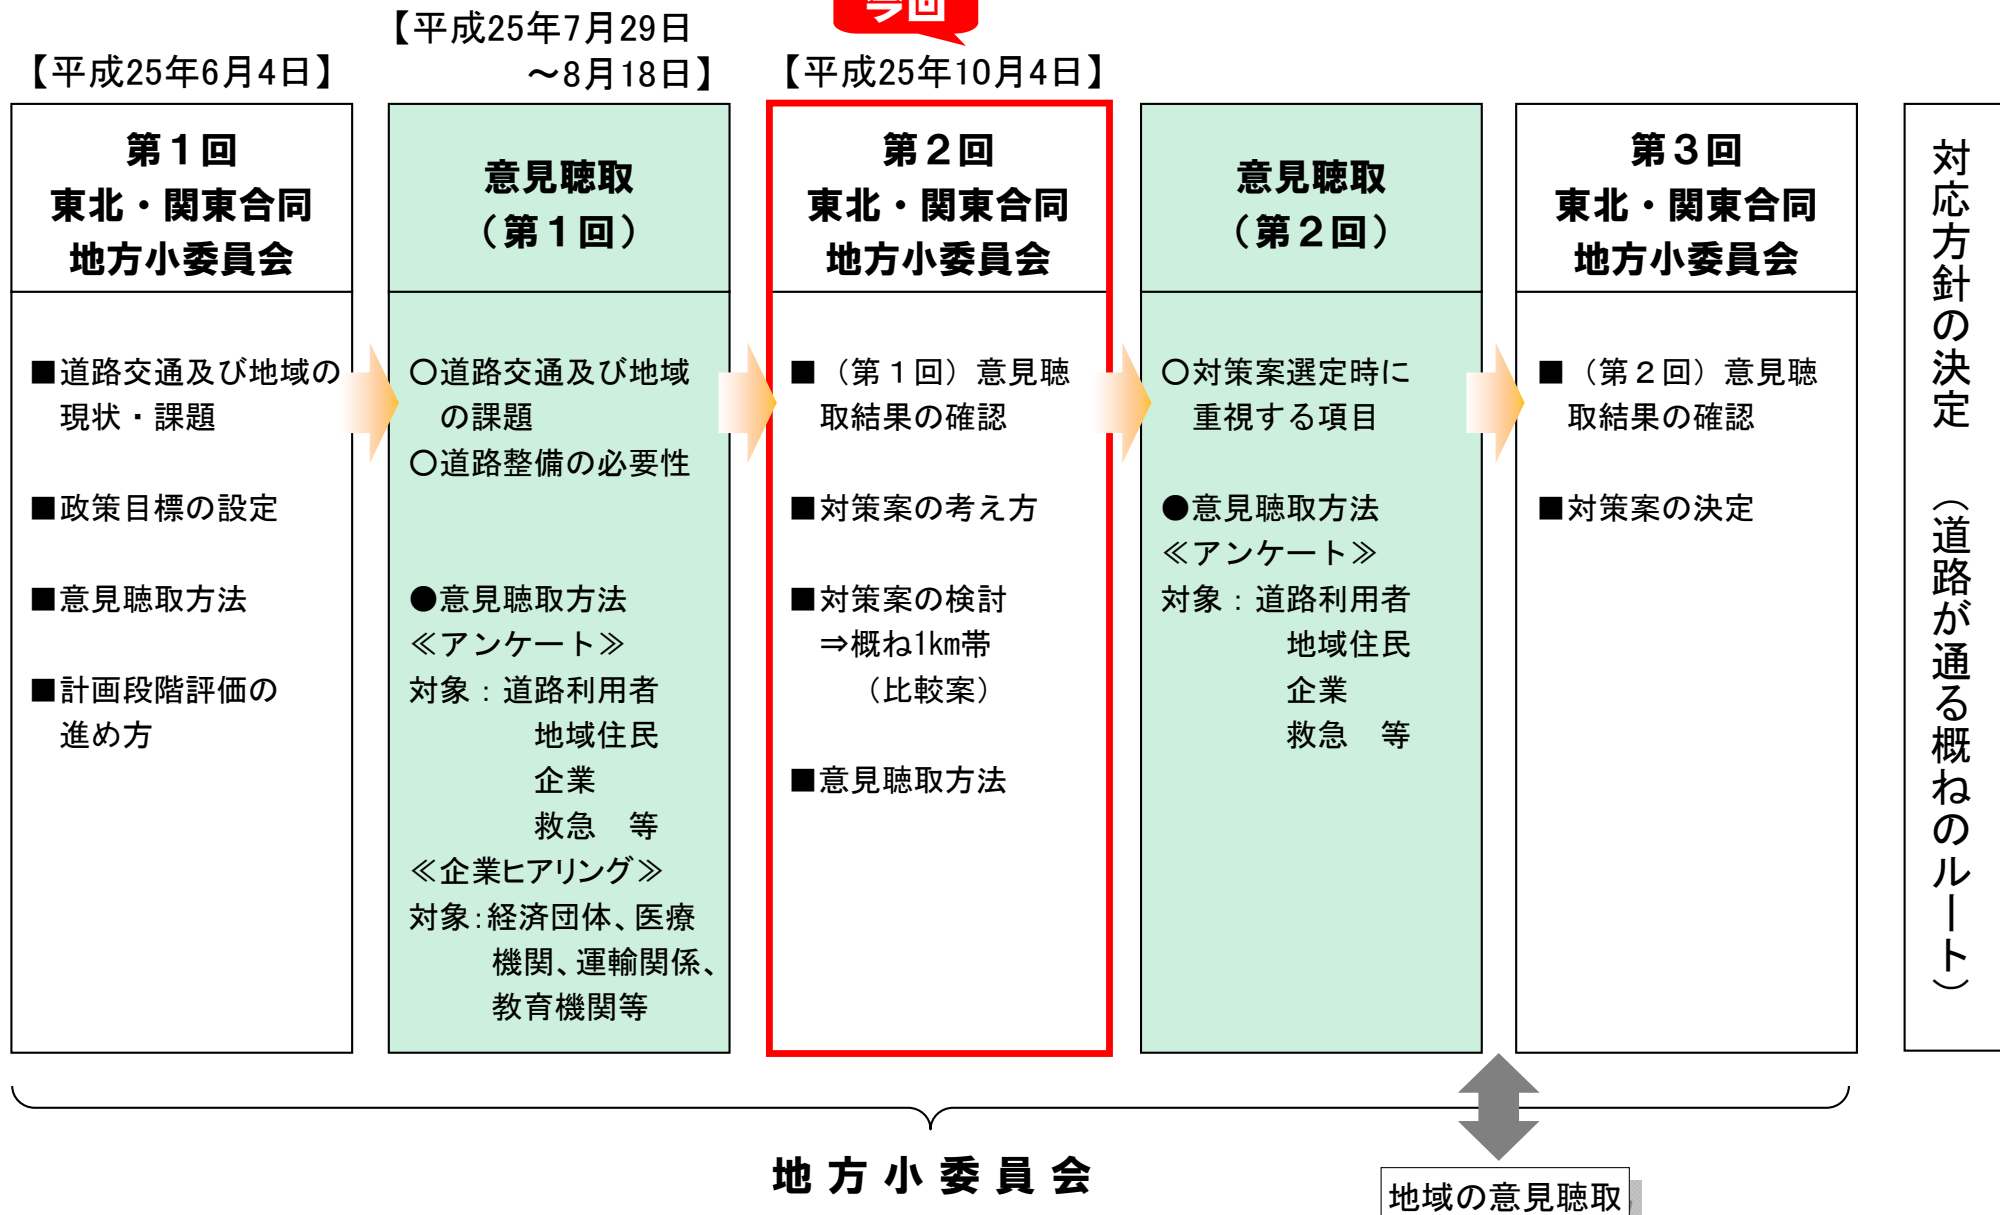 今回
【平成25年6月4日】
【平成25年7月29日
～8月18日】
【平成25年10月4日】
第１回
東北・関東合同
地方小委員会
■道路交通及び地域の
現状・課題
■政策目標の設定
■意見聴取方法
■計画段階評価の
進め方
意見聴取
（第１回）
○道路交通及び地域
の課題
○道路整備の必要性
●意見聴取方法
≪アンケート≫
対象：道路利用者
地域住民
企業
救急　等
≪企業ヒアリング≫
対象：経済団体、医療
機関、運輸関係、
教育機関等
第２回
東北・関東合同
地方小委員会
■（第１回）意見聴
取結果の確認
■対策案の考え方
■対策案の検討
⇒概ね1km帯
（比較案）
■意見聴取方法
意見聴取
（第２回）
○対策案選定時に
重視する項目
●意見聴取方法
≪アンケート≫
対象：道路利用者
地域住民
企業
救急　等
第３回
東北・関東合同
地方小委員会
■（第２回）意見聴
取結果の確認
■対策案の決定
対応方針の決定　（道路が通る概ねのルート）
地方小委員会
地域の意見聴取